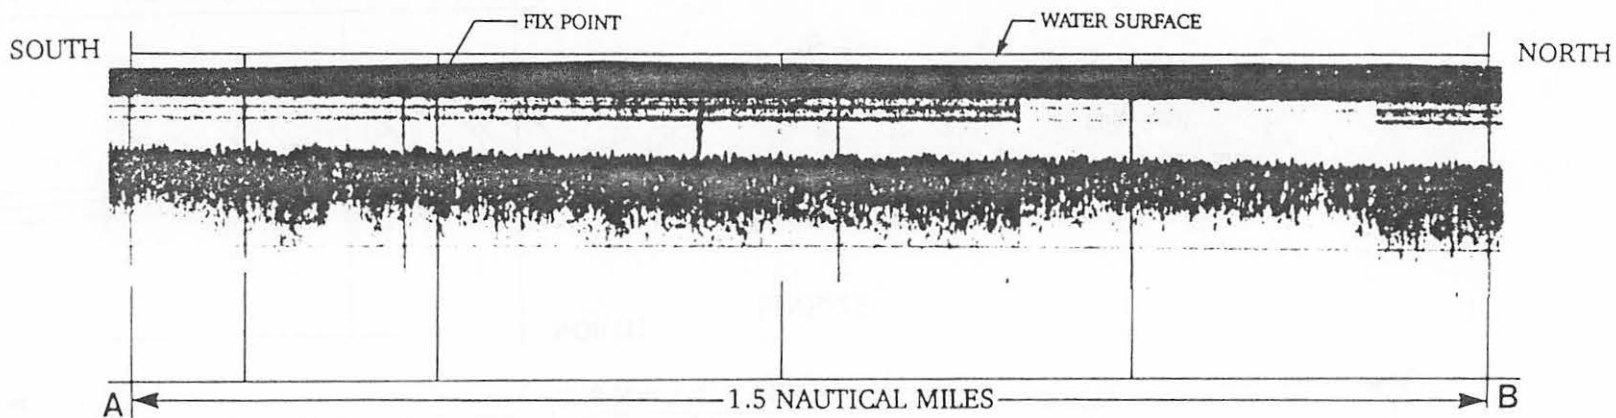 FIX POINT
WATER SURFACE
SOUTH
NORTH
A
1.5 NAUTICAL MILES
B